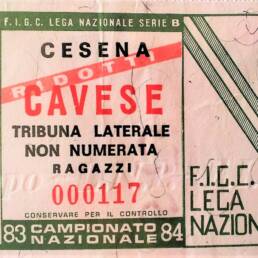 F.I.G.C. LEGA NAZIONALE SERIE B
CESENA
RIDOTTI
CAVESE
TRIBUNA LATERALE
NON NUMERATA
RAGAZZI
000117
CONSERVARE PER IL CONTROLLO
83 CAMPIONATO 84
NAZIONALE
F.I.G.C.
LEGA
NAZION